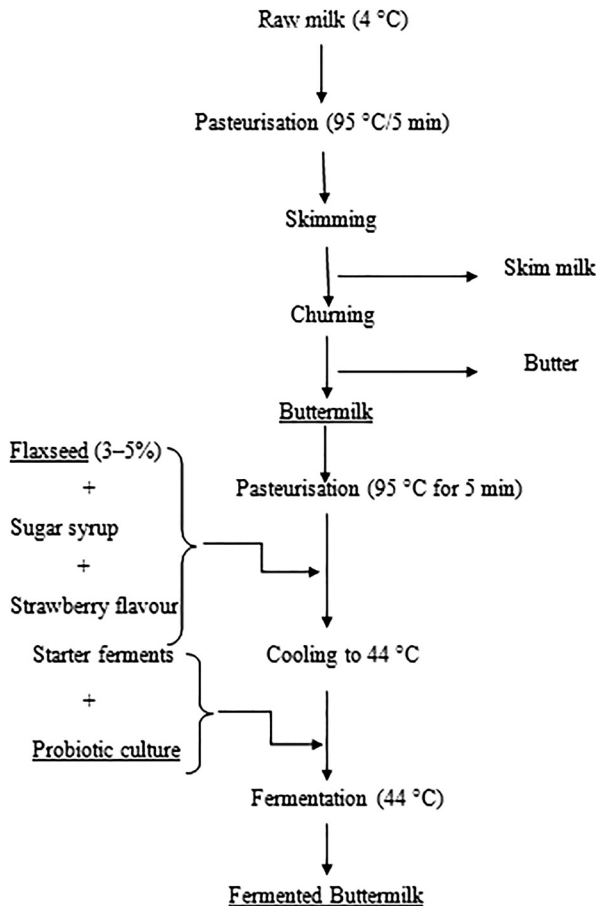 Raw milk (4 °C)
Pasteurisation (95 °C/5 min)
Skimming
Skim milk
Churning
Butter
Buttermilk
Flaxseed (3–5%)
+
Sugar syrup
+
Strawberry flavour
Pasteurisation (95 °C for 5 min)
Cooling to 44 °C
Starter ferments
+
Probiotic culture
Fermentation (44 °C)
Fermented Buttermilk